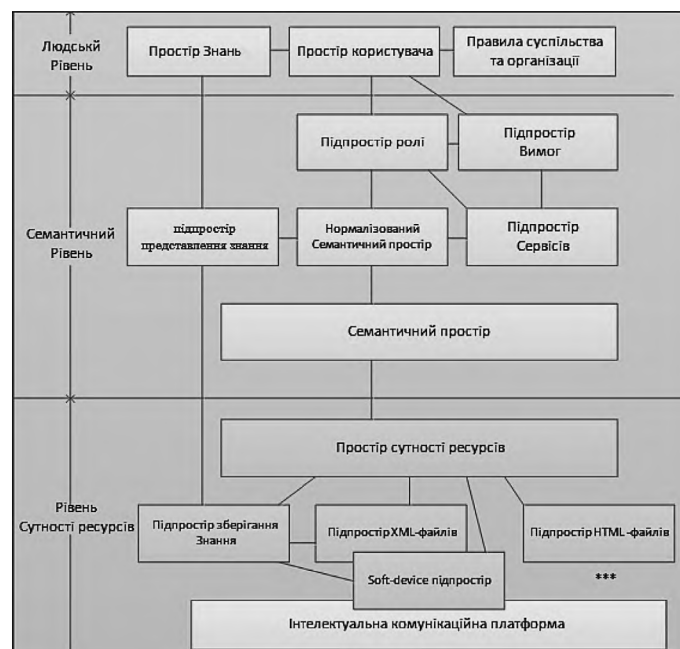 Людській
Рівень
Простір Знань
Простір користувача
Правила суспільства
та організації
Підпростір ролі
Підпростір
Вимог
Семантичний
Рівень
підпростір
представлення знання
Нормалізований
Семантичний простір
Підпростір
Сервісів
Семантичний простір
Простір сутності ресурсів
Рівень
Сутності ресурсів
Підпростір зберігання
Знання
Підпростір XML-файлів
Підпростір HTML-файлів
Soft-device підпростір
***
Інтелектуальна комунікаційна платформа